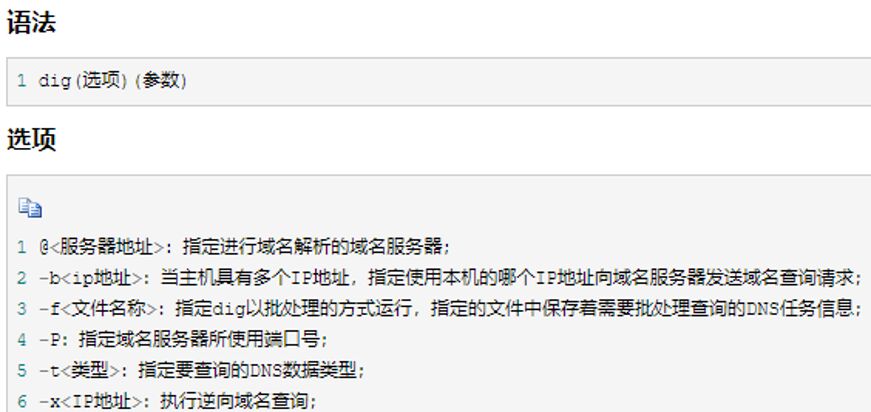 语法
1 dig(选项)(参数)
选项
1 @<服务器地址>: 指定进行域名解析的域名服务器;
2 -b<ip地址>: 当主机具有多个IP地址, 指定使用本机的哪个IP地址向域名服务器发送域名查询请求;
3 -f<文件名称>: 指定dig以批处理的方式运行, 指定的文件中保存着需要批处理查询的DNS任务信息;
4 -P: 指定域名服务器所使用端口号;
5 -t<类型>: 指定要查询的DNS数据类型;
6 -x<IP地址>: 执行逆向域名查询;